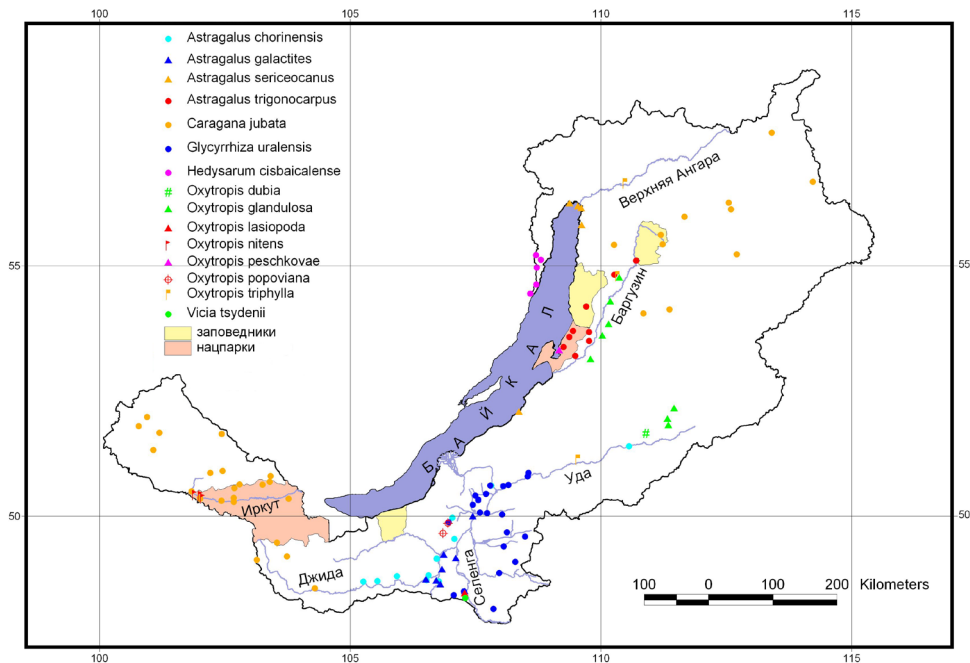 100 105 110 115
Astragalus chorinensis
Astragalus galactites
Astragalus sericeocanus
Astragalus trigonocarpus
Caragana jubata
Glycyrrhiza uralensis
Hedysarum cisbaicalense
Oxytropis dubia
Oxytropis glandulosa
Oxytropis lasiopoda
Oxytropis nitens
Oxytropis peschkovae
Oxytropis popoviana
Oxytropis triphylla
Vicia tsydenii
заповедники
нацпарки
Верхняя Ангара
55 55
Баргузин
БАЙКАЛ
Уда
Иркут
50 50
Джида
Селенга
100 0 100 200 Kilometers
100 105 110 115